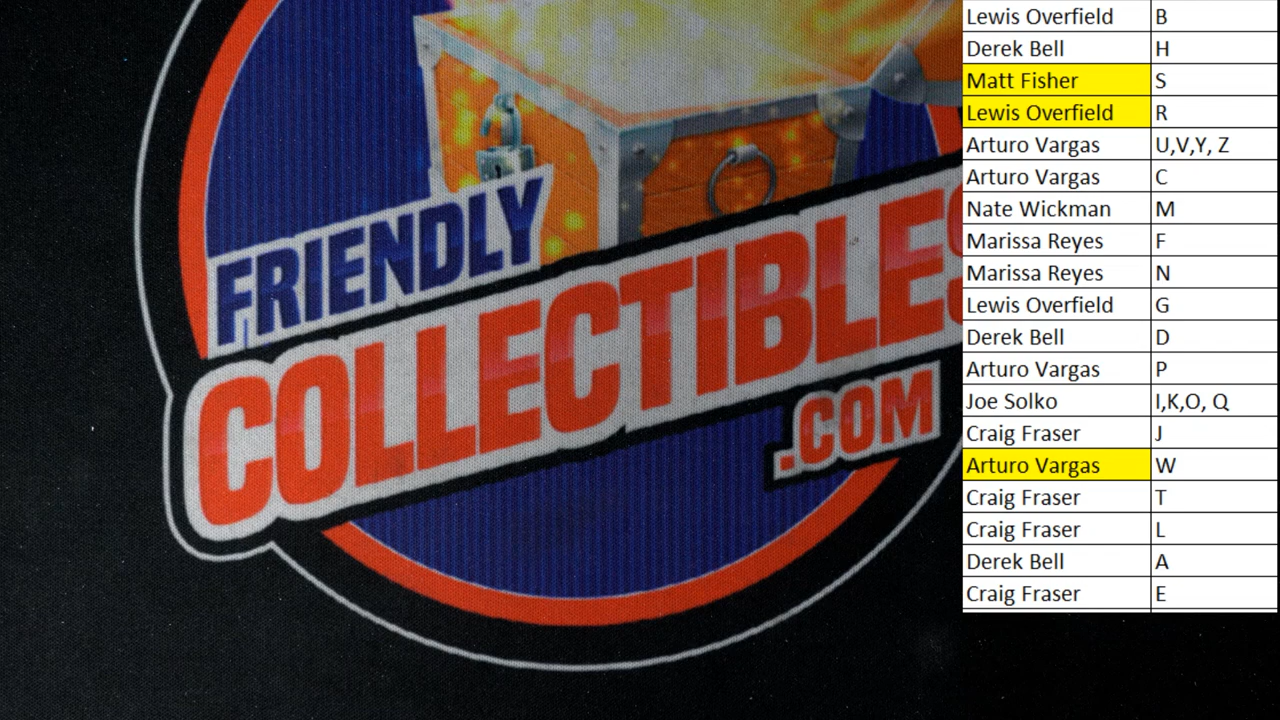 FRIENDLY
COLLECTIBLES
.COM
Lewis Overfield B
Derek Bell H
Matt Fisher S
Lewis Overfield R
Arturo Vargas U,V,Y, Z
Arturo Vargas C
Nate Wickman M
Marissa Reyes F
Marissa Reyes N
Lewis Overfield G
Derek Bell D
Arturo Vargas P
Joe Solko I,K,O, Q
Craig Fraser J
Arturo Vargas W
Craig Fraser T
Craig Fraser L
Derek Bell A
Craig Fraser E